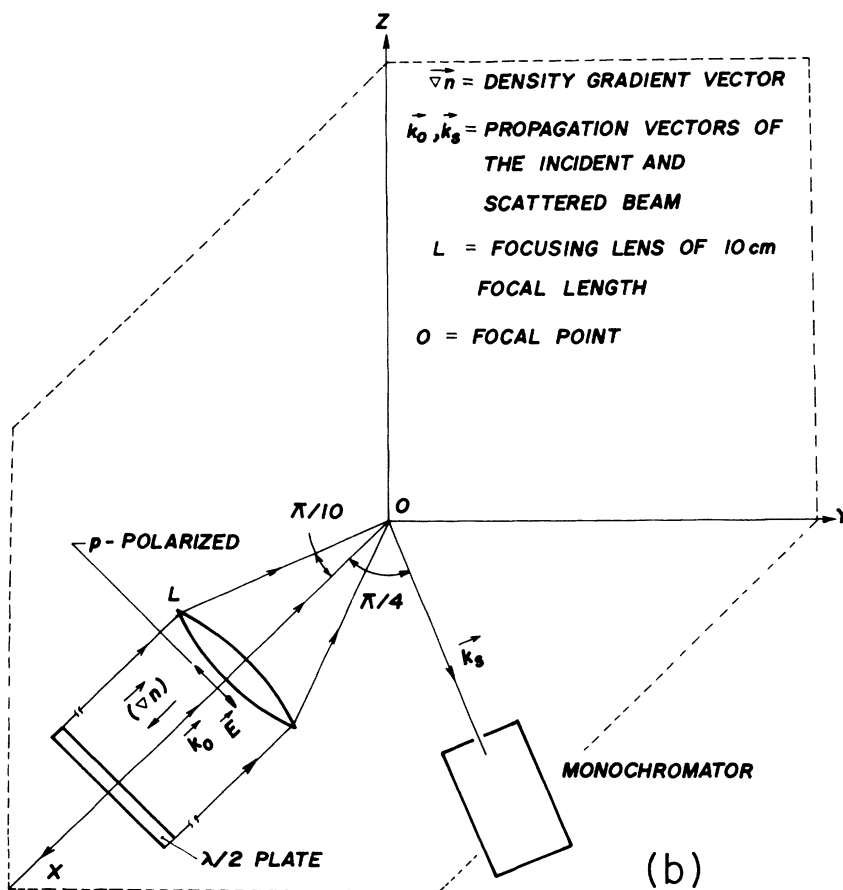 Z
∇n = DENSITY GRADIENT VECTOR
k₀, kₛ = PROPAGATION VECTORS OF
THE INCIDENT AND
SCATTERED BEAM
L = FOCUSING LENS OF 10 cm
FOCAL LENGTH
O = FOCAL POINT
π/10
O
Y
p- POLARIZED
L
π/4
kₛ
(∇n)
k₀
E
MONOCHROMATOR
λ/2 PLATE
X
(b)